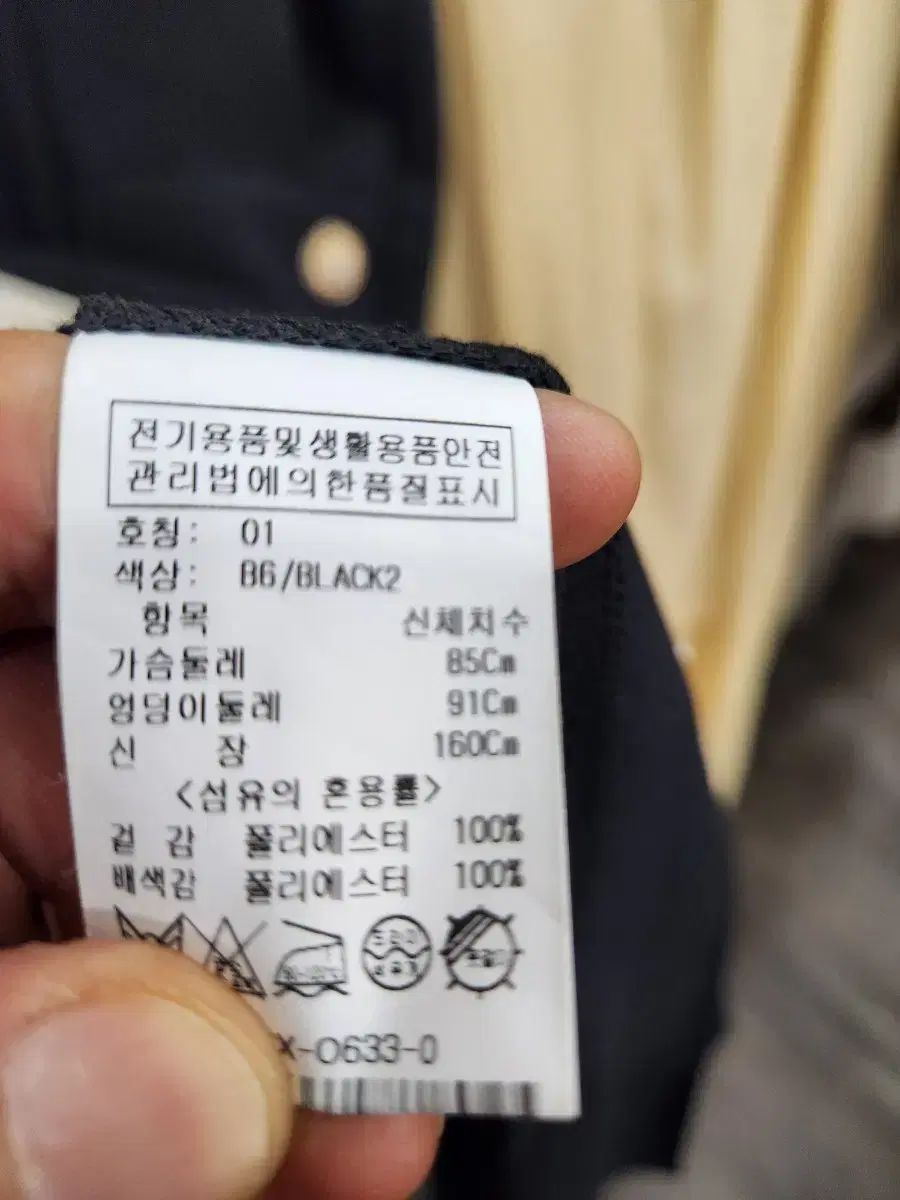 전기용품및생활용품안전
관리법에의한품질표시
호칭: 01
색상: B6/BLACK2
항목 신체치수
가슴둘레 85Cm
엉덩이둘레 91Cm
신 장 160Cm
<섬유의 혼용률>
겉 감 폴리에스터 100%
배색감 폴리에스터 100%
X-0633-0